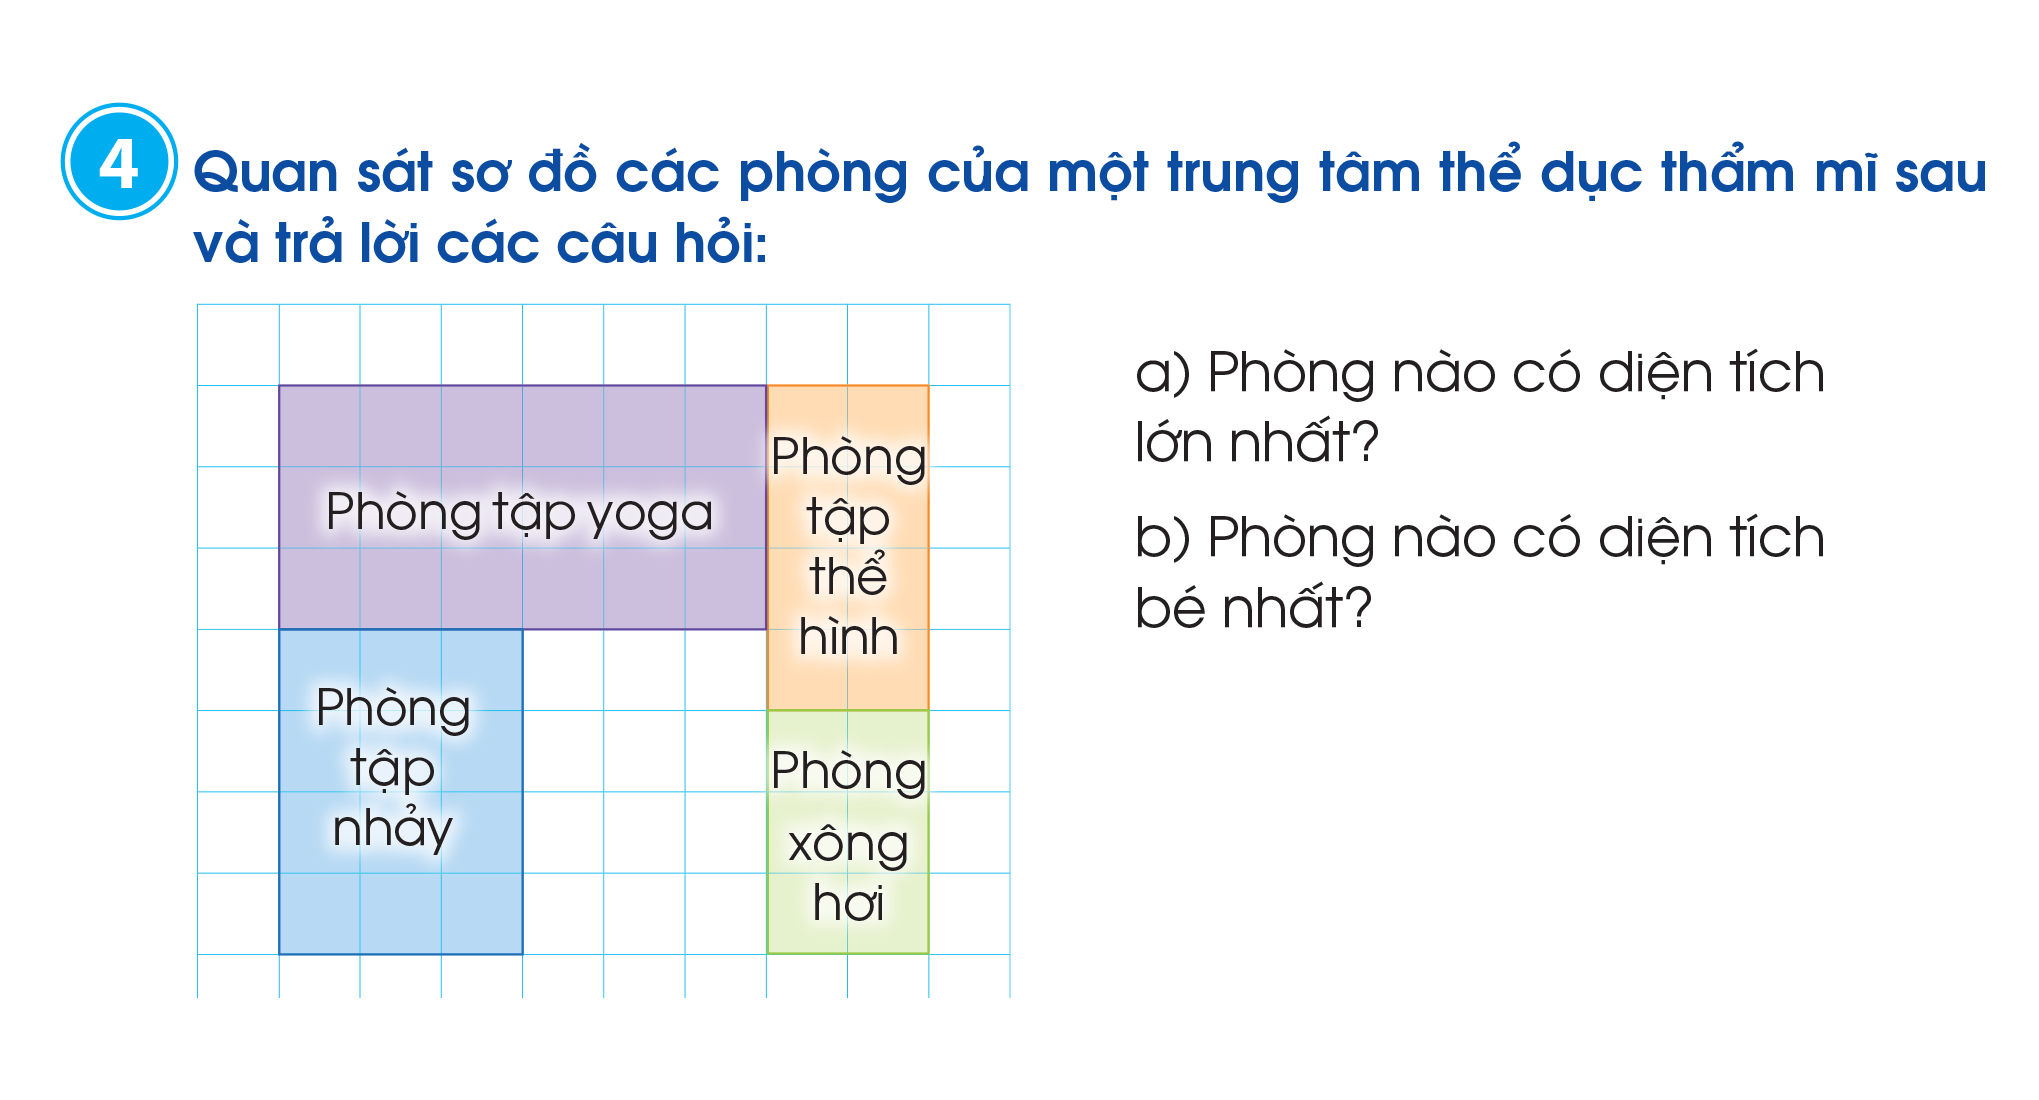 4 Quan sát sơ đồ các phòng của một trung tâm thể dục thẩm mĩ sau
và trả lời các câu hỏi:
Phòng tập yoga
Phòng
tập
thể
hình
Phòng
tập
nhảy
Phòng
xông
hơi
a) Phòng nào có diện tích
lớn nhất?
b) Phòng nào có diện tích
bé nhất?